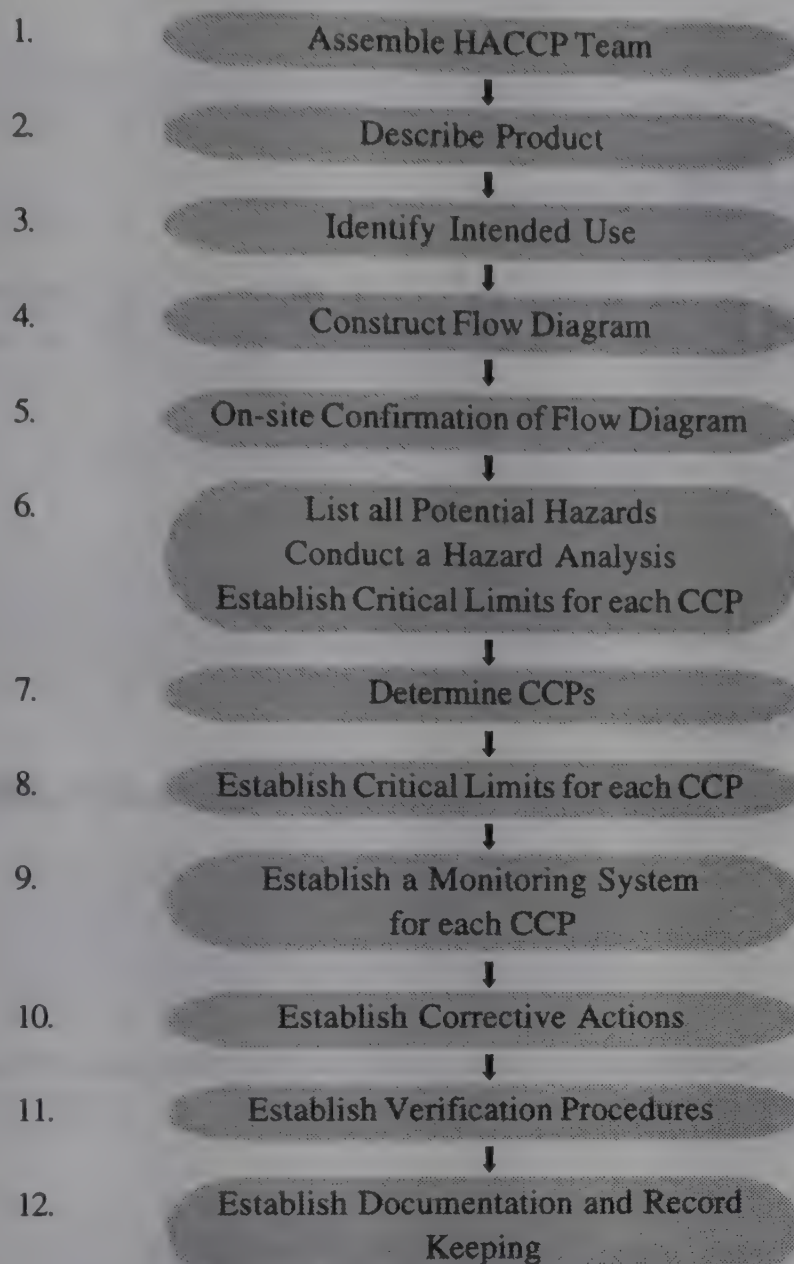 1. Assemble HACCP Team
2. Describe Product
3. Identify Intended Use
4. Construct Flow Diagram
5. On-site Confirmation of Flow Diagram
6. List all Potential Hazards
Conduct a Hazard Analysis
Establish Critical Limits for each CCP
7. Determine CCPs
8. Establish Critical Limits for each CCP
9. Establish a Monitoring System
for each CCP
10. Establish Corrective Actions
11. Establish Verification Procedures
12. Establish Documentation and Record
Keeping